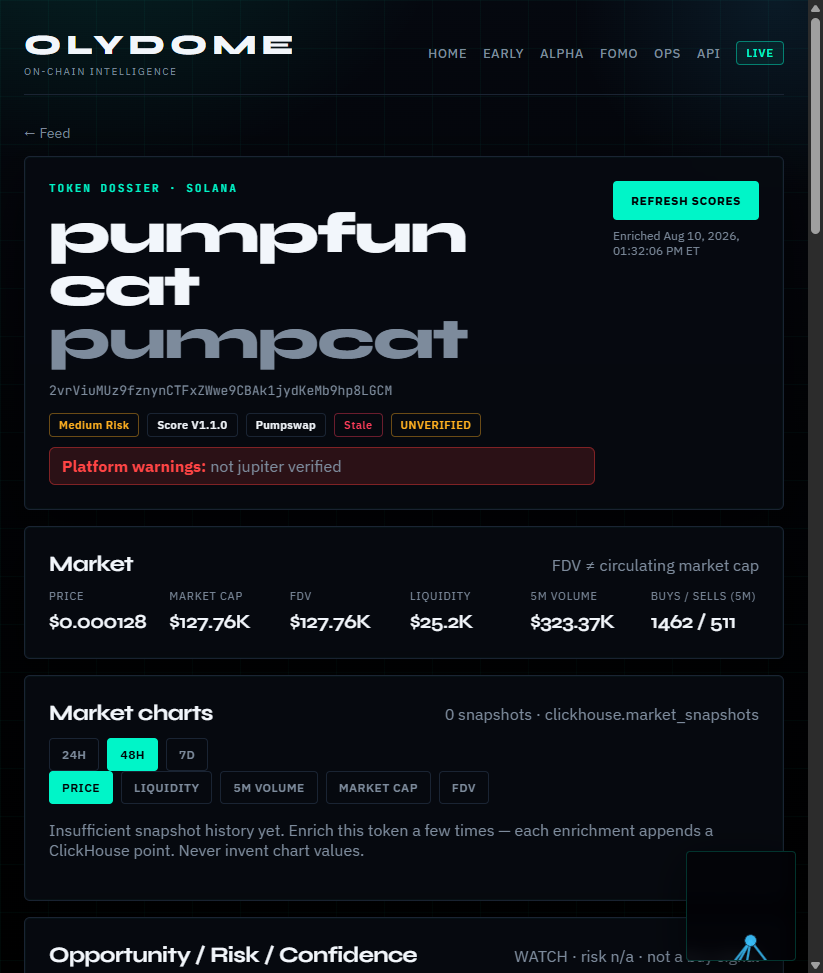 OLYDOME
ON-CHAIN INTELLIGENCE
HOME EARLY ALPHA FOMO OPS API LIVE
← Feed
TOKEN DOSSIER · SOLANA
REFRESH SCORES
Enriched Aug 10, 2026,
01:32:06 PM ET
pumpfun
cat
pumpcat
2vrViuMUz9fznynCTFxZWwe9CBAk1jydKeMb9hp8LGCM
Medium Risk Score V1.1.0 Pumpswap Stale UNVERIFIED
Platform warnings: not jupiter verified
Market FDV ≠ circulating market cap
PRICE MARKET CAP FDV LIQUIDITY 5M VOLUME BUYS / SELLS (5M)
$0.000128 $127.76K $127.76K $25.2K $323.37K 1462 / 511
Market charts 0 snapshots · clickhouse.market_snapshots
24H 48H 7D
PRICE LIQUIDITY 5M VOLUME MARKET CAP FDV
Insufficient snapshot history yet. Enrich this token a few times — each enrichment appends a
ClickHouse point. Never invent chart values.
Opportunity / Risk / Confidence WATCH · risk n/a · not a